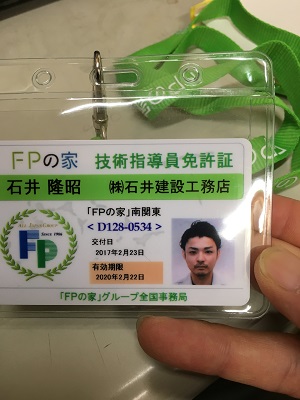 FPの家 技術指導員免許証
石井 隆昭 ㈱石井建設工務店
「FPの家」南関東
< D128-0534 >
交付日
2017年2月23日
有効期限
2020年2月22日
Since 1986
FP
「FPの家」グループ全国事務局